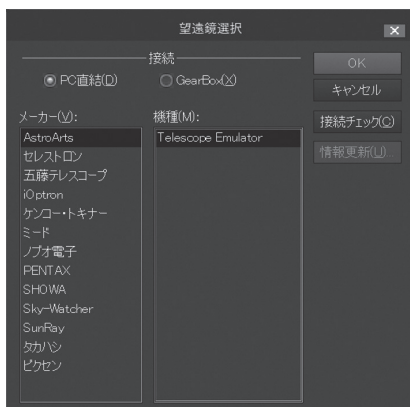 望遠鏡選択
接続
PC直結(D)
GearBox(X)
OK
キャンセル
接続チェック(C)
情報更新(U)...
メーカー(V):
AstroArts
セレストロン
五藤テレスコープ
iOptron
ケンコー・トキナー
ミード
ノブオ電子
PENTAX
SHOWA
Sky-Watcher
SunRay
タカハシ
ビクセン
機種(M):
Telescope Emulator